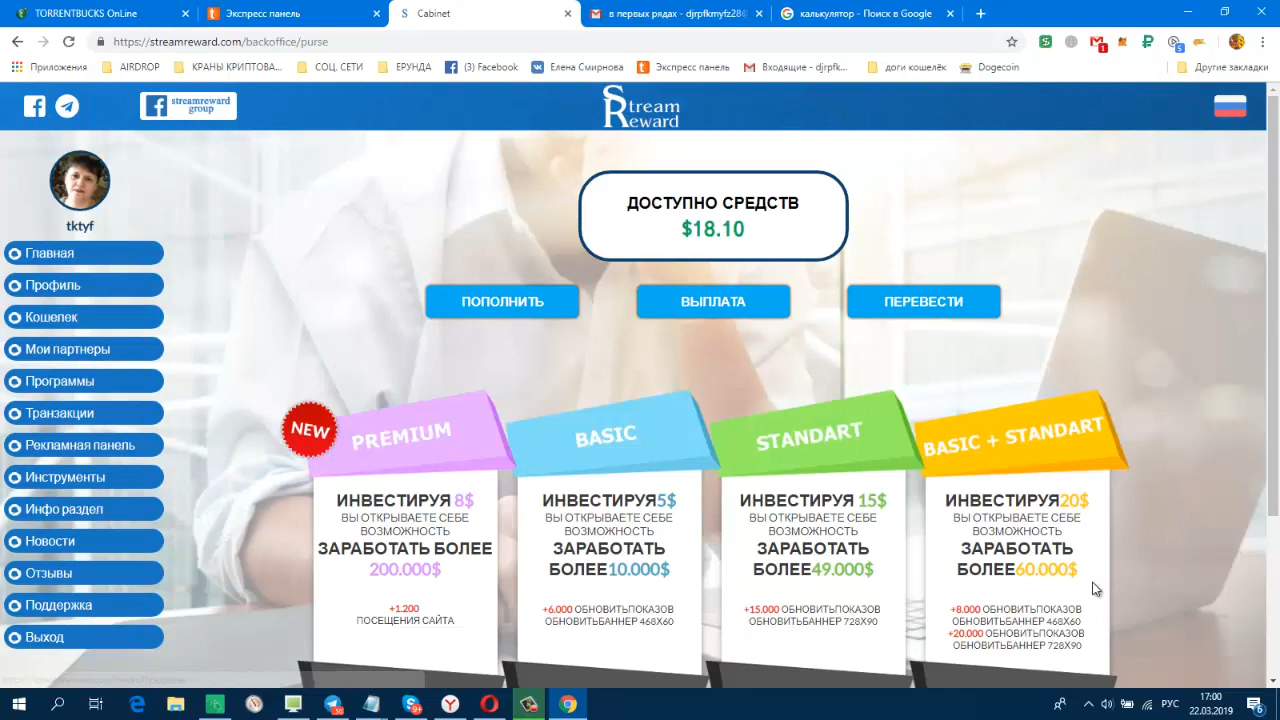 TORRENTBUCKS OnLine
Экспресс панель
Cabinet
в первых рядах - djrpfkmyfz28@
калькулятор - Поиск в Google
https://streamreward.com/backoffice/purse
Приложения
AIRDROP
КРАНЫ КРИПТОВА...
СОЦ. СЕТИ
ЕРУНДА
(3) Facebook
Елена Смирнова
Экспресс панель
Входящие - djrpfk...
доги кошелёк
Dogecoin
Другие закладки
streamreward group
Stream
Reward
tktyf
Главная
Профиль
Кошелек
Мои партнеры
Программы
Транзакции
Рекламная панель
Инструменты
Инфо раздел
Новости
Отзывы
Поддержка
Выход
ДОСТУПНО СРЕДСТВ
$18.10
ПОПОЛНИТЬ
ВЫПЛАТА
ПЕРЕВЕСТИ
NEW
PREMIUM
ИНВЕСТИРУЯ 8$
ВЫ ОТКРЫВАЕТЕ СЕБЕ
ВОЗМОЖНОСТЬ
ЗАРАБОТАТЬ БОЛЕЕ
200.000$
+1.200
ПОСЕЩЕНИЯ САЙТА
BASIC
ИНВЕСТИРУЯ5$
ВЫ ОТКРЫВАЕТЕ СЕБЕ
ВОЗМОЖНОСТЬ
ЗАРАБОТАТЬ
БОЛЕЕ10.000$
+6.000 ОБНОВИТЬПОКАЗОВ
ОБНОВИТЬБАННЕР 468X60
STANDART
ИНВЕСТИРУЯ 15$
ВЫ ОТКРЫВАЕТЕ СЕБЕ
ВОЗМОЖНОСТЬ
ЗАРАБОТАТЬ
БОЛЕЕ49.000$
+15.000 ОБНОВИТЬПОКАЗОВ
ОБНОВИТЬБАННЕР 728X90
BASIC + STANDART
ИНВЕСТИРУЯ20$
ВЫ ОТКРЫВАЕТЕ СЕБЕ
ВОЗМОЖНОСТЬ
ЗАРАБОТАТЬ
БОЛЕЕ60.000$
+8.000 ОБНОВИТЬПОКАЗОВ
ОБНОВИТЬБАННЕР 468X60
+20.000 ОБНОВИТЬПОКАЗОВ
ОБНОВИТЬБАННЕР 728X90
РУС
17:00
22.03.2019